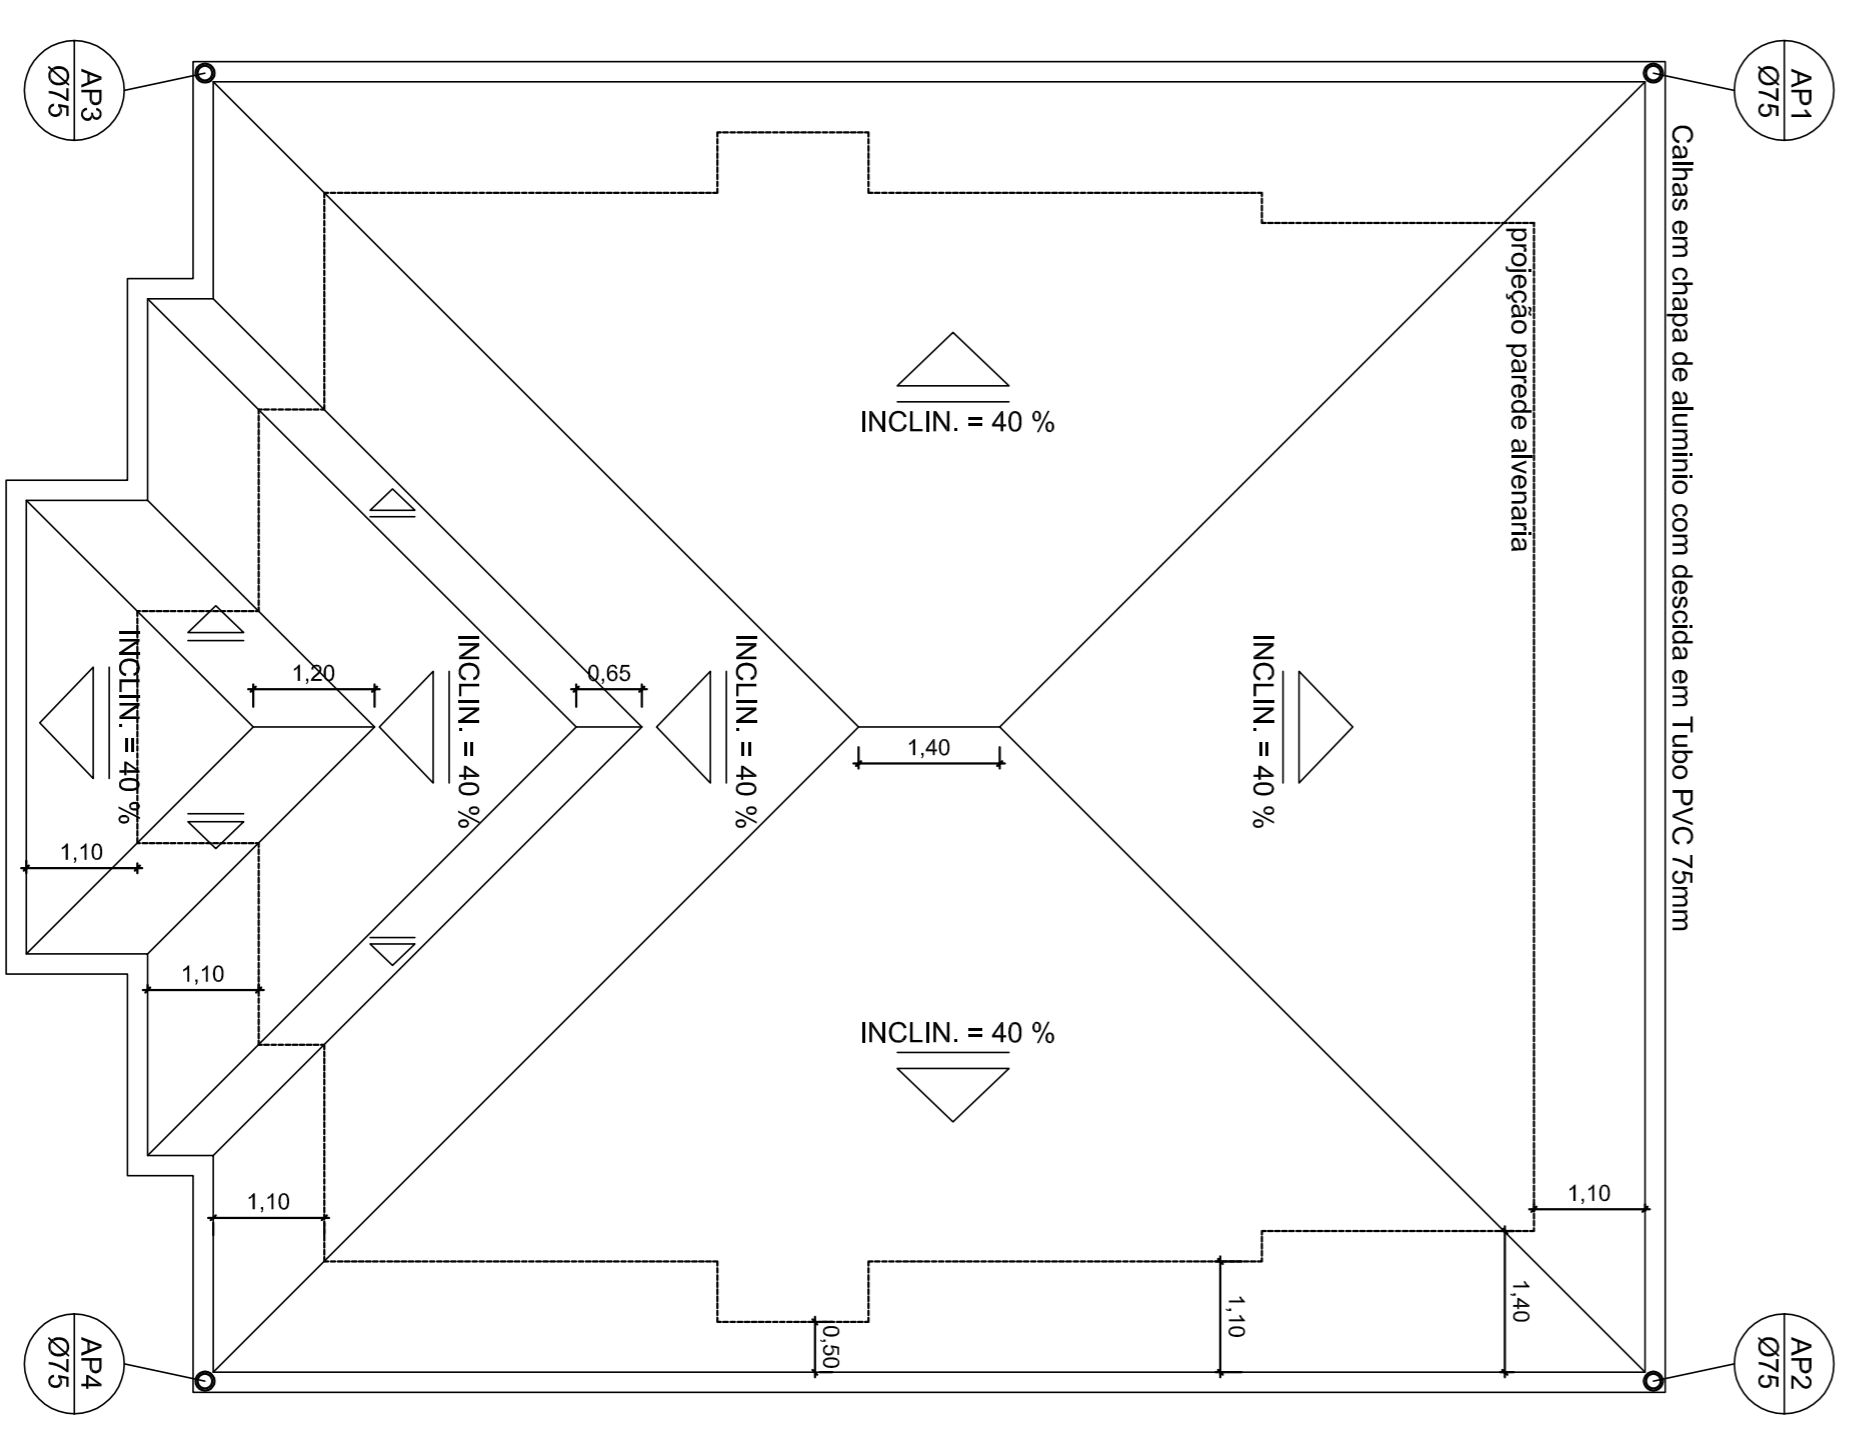 AP3
Ø75
AP1
Ø75
Calhas em chapa de aluminio com descida em Tubo PVC 75mm
projeção parede alvenaria
INCLIN. = 40 %
INCLIN. = 40 %
1,20
INCLIN. = 40 %
0,65
INCLIN. = 40 %
1,40
INCLIN. = 40 %
1,10
1,10
INCLIN. = 40 %
1,10
1,10
0,50
1,10
1,40
AP4
Ø75
AP2
Ø75